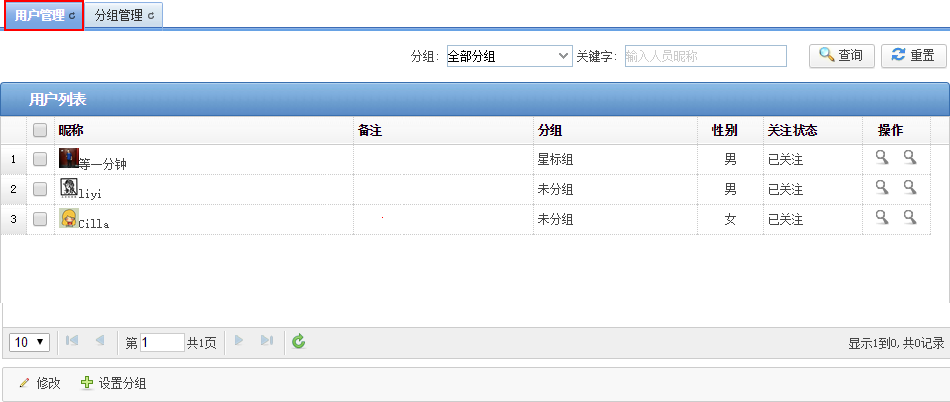 用户管理 分组管理
分组: 全部分组 关键字: 输入人员昵称 查询 重置
用户列表
昵称 备注 分组 性别 关注状态 操作
1 等一分钟 星标组 男 已关注
2 liyi 未分组 男 已关注
3 Cilla 未分组 女 已关注
10 第 1 共1页 显示1到0, 共0记录
修改 设置分组